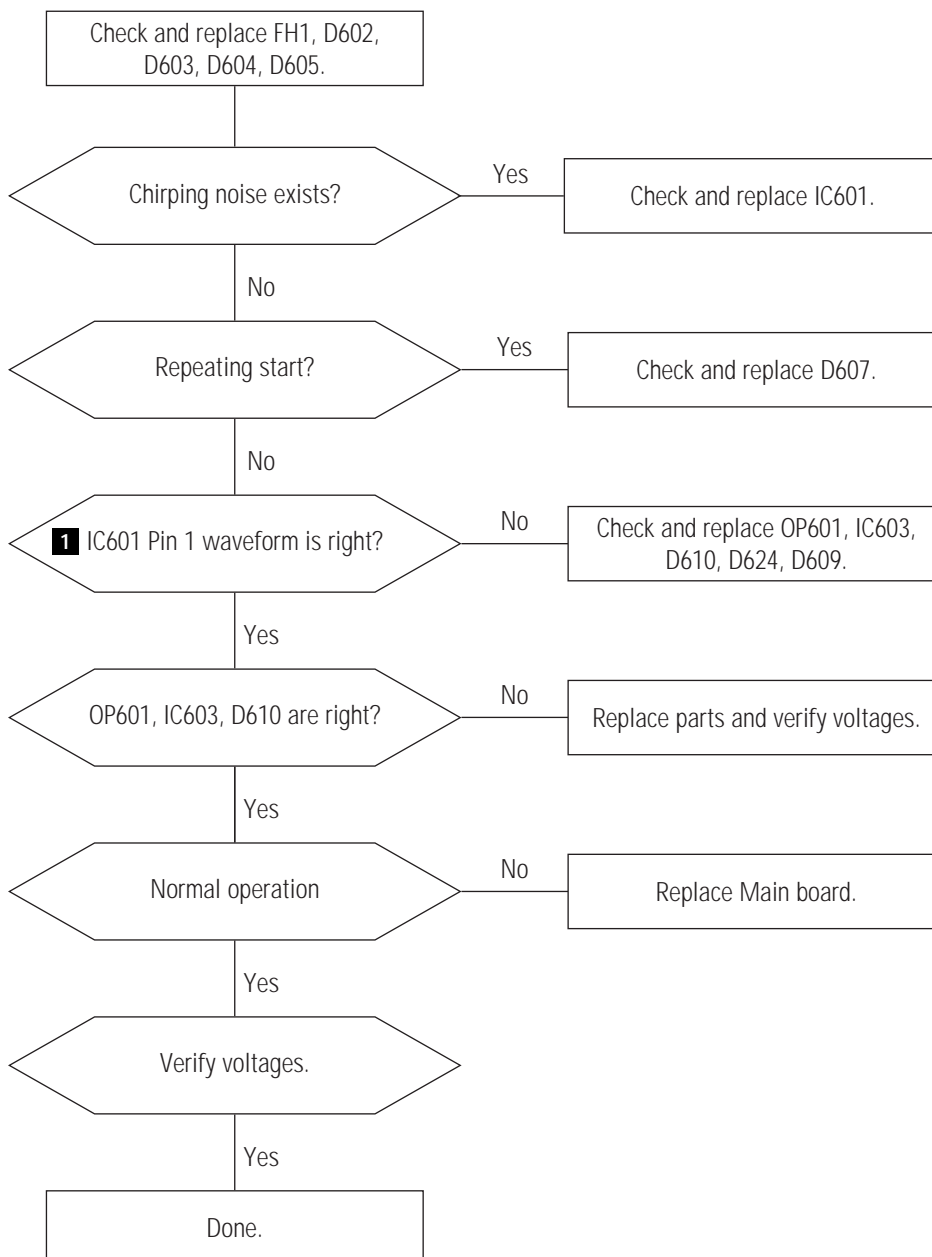 Check and replace FH1, D602,
D603, D604, D605.
Chirping noise exists?
Yes
Check and replace IC601.
No
Repeating start?
Yes
Check and replace D607.
No
1 IC601 Pin 1 waveform is right?
No
Check and replace OP601, IC603,
D610, D624, D609.
Yes
OP601, IC603, D610 are right?
No
Replace parts and verify voltages.
Yes
Normal operation
No
Replace Main board.
Yes
Verify voltages.
Yes
Done.